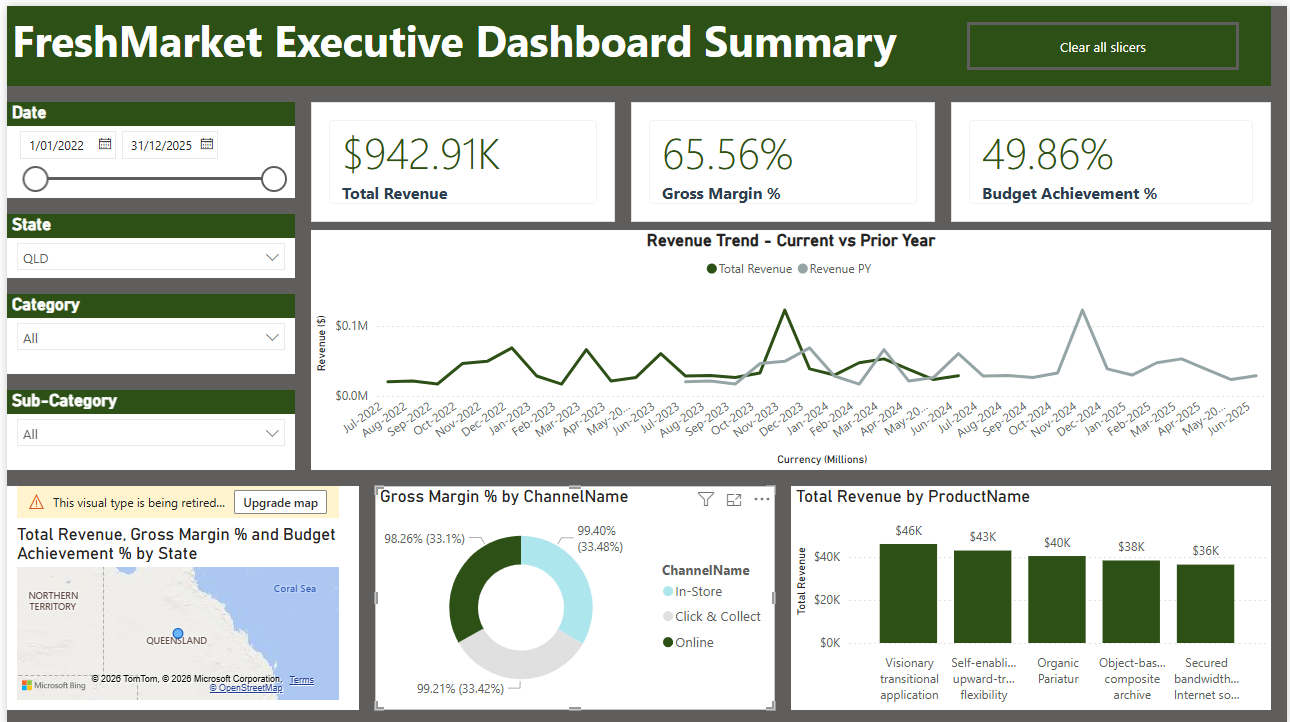 FreshMarket Executive Dashboard Summary
Clear all slicers
Date
1/01/2022
31/12/2025
State
QLD
Category
All
Sub-Category
All
$942.91K
Total Revenue
65.56%
Gross Margin %
49.86%
Budget Achievement %
Revenue Trend - Current vs Prior Year
Total Revenue
Revenue PY
Revenue ($)
$0.1M
$0.0M
Jul-2022
Aug-2022
Sep-2022
Oct-2022
Nov-2022
Dec-2022
Jan-2023
Feb-2023
Mar-2023
Apr-2023
May-20...
Jun-2023
Jul-2023
Aug-2023
Sep-2023
Oct-2023
Nov-2023
Dec-2023
Jan-2024
Feb-2024
Mar-2024
Apr-2024
May-20...
Jun-2024
Jul-2024
Aug-2024
Sep-2024
Oct-2024
Nov-2024
Dec-2024
Jan-2025
Feb-2025
Mar-2025
Apr-2025
May-20...
Jun-2025
Currency (Millions)
This visual type is being retired...
Upgrade map
Total Revenue, Gross Margin % and Budget
Achievement % by State
NORTHERN
TERRITORY
Coral Sea
QUEENSLAND
Microsoft Bing
© 2026 TomTom, © 2026 Microsoft Corporation,
Terms
© OpenStreetMap
Gross Margin % by ChannelName
98.26% (33.1%)
99.40%
(33.48%)
99.21% (33.42%)
ChannelName
In-Store
Click & Collect
Online
Total Revenue by ProductName
Total Revenue
$40K
$20K
$0K
$46K
$43K
$40K
$38K
$36K
Visionary
transitional
application
Self-enabli...
upward-tr...
flexibility
Organic
Pariatur
Object-bas...
composite
archive
Secured
bandwidth...
Internet so...